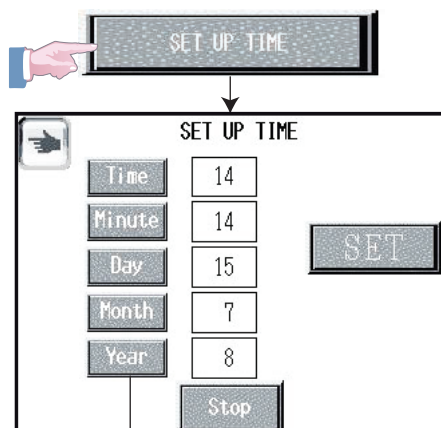 SET UP TIME
SET UP TIME
Time 14
Minute 14
SET
Day 15
Month 7
Year 8
Stop